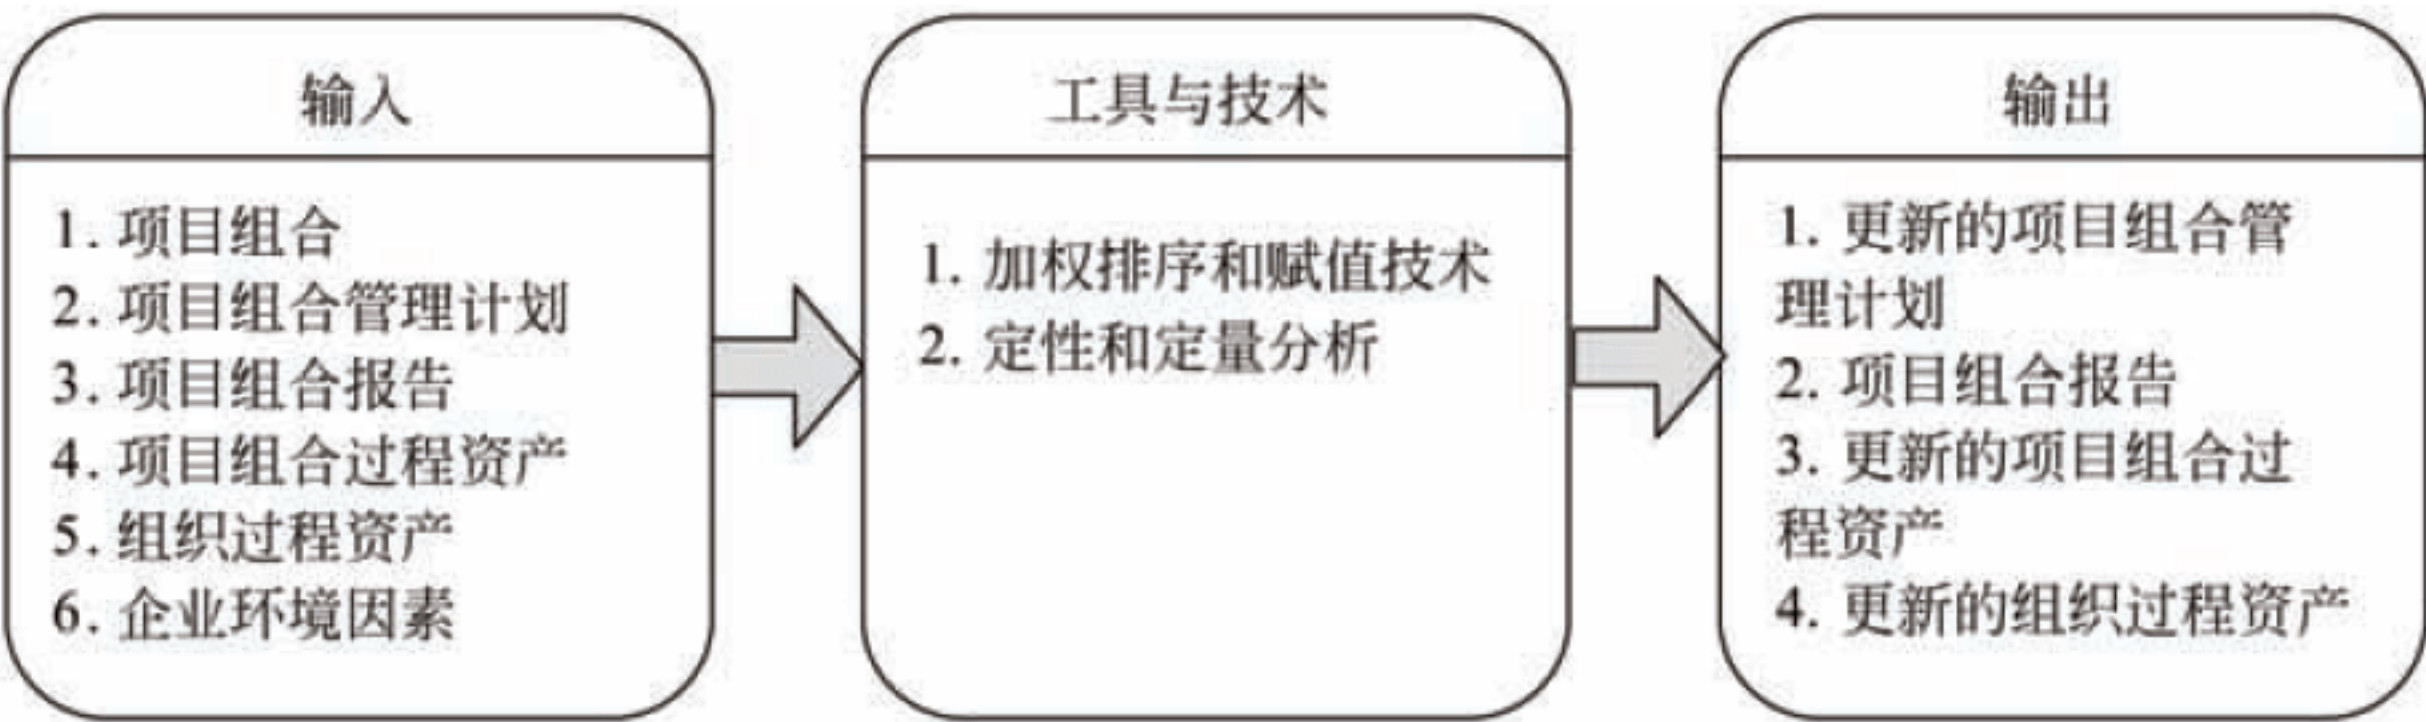 输入
1. 项目组合
2. 项目组合管理计划
3. 项目组合报告
4. 项目组合过程资产
5. 组织过程资产
6. 企业环境因素
工具与技术
1. 加权排序和赋值技术
2. 定性和定量分析
输出
1. 更新的项目组合管
理计划
2. 项目组合报告
3. 更新的项目组合过
程资产
4. 更新的组织过程资产